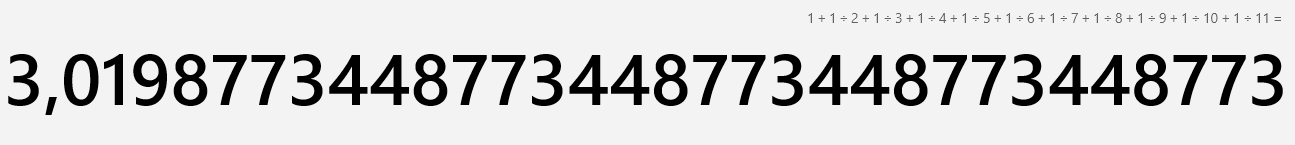 1 + 1 ÷ 2 + 1 ÷ 3 + 1 ÷ 4 + 1 ÷ 5 + 1 ÷ 6 + 1 ÷ 7 + 1 ÷ 8 + 1 ÷ 9 + 1 ÷ 10 + 1 ÷ 11 =
3,0198773448773448773448773448773